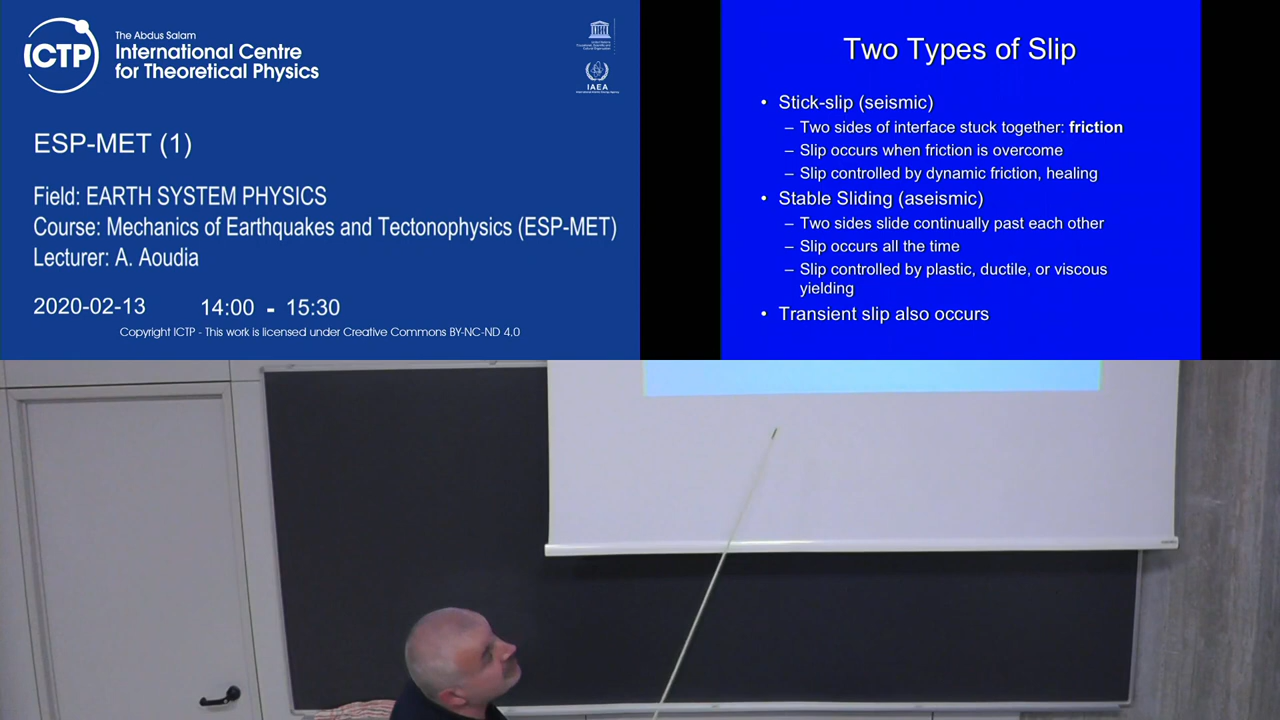 The Abdus Salam
ICTP
International Centre
for Theoretical Physics
IAEA
ESP-MET (1)
Field: EARTH SYSTEM PHYSICS
Course: Mechanics of Earthquakes and Tectonophysics (ESP-MET)
Lecturer: A. Aoudia
2020-02-13 14:00 - 15:30
Copyright ICTP - This work is licensed under Creative Commons BY-NC-ND 4.0
Two Types of Slip
• Stick-slip (seismic)
– Two sides of interface stuck together: friction
– Slip occurs when friction is overcome
– Slip controlled by dynamic friction, healing
• Stable Sliding (aseismic)
– Two sides slide continually past each other
– Slip occurs all the time
– Slip controlled by plastic, ductile, or viscous
yielding
• Transient slip also occurs